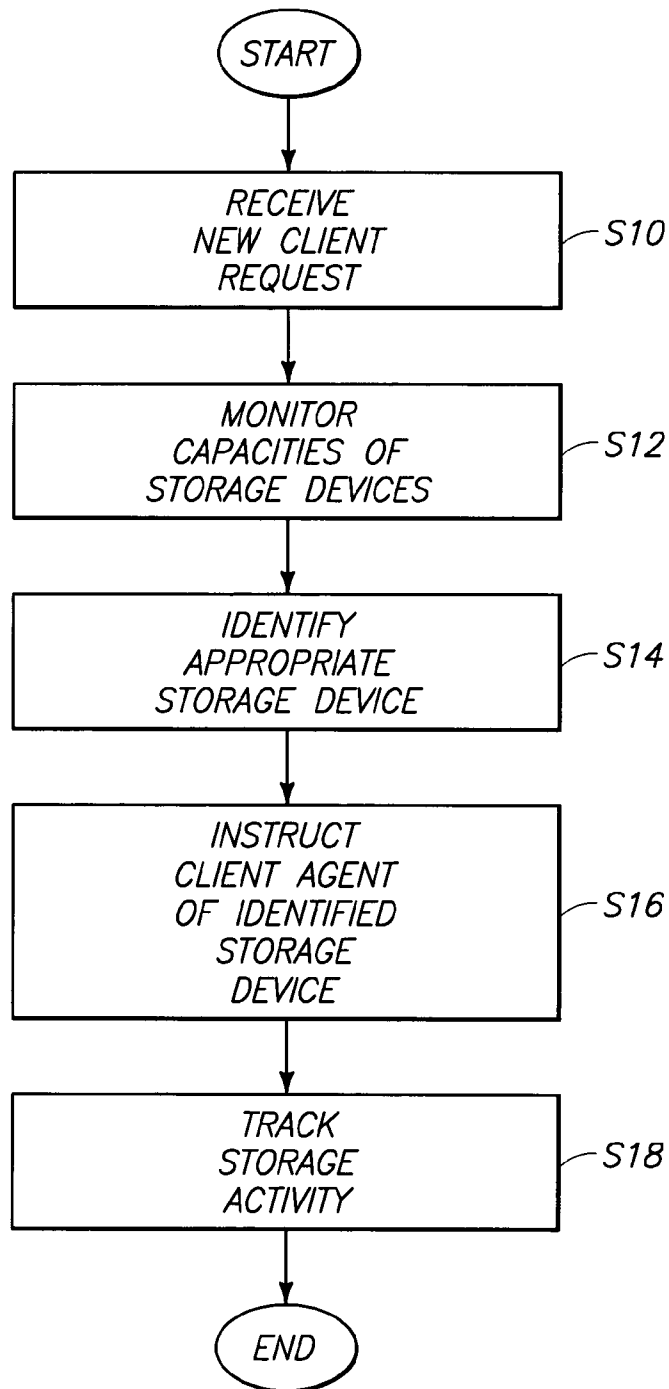 START
RECEIVE
NEW CLIENT
REQUEST
S10
MONITOR
CAPACITIES OF
STORAGE DEVICES
S12
IDENTIFY
APPROPRIATE
STORAGE DEVICE
S14
INSTRUCT
CLIENT AGENT
OF IDENTIFIED
STORAGE
DEVICE
S16
TRACK
STORAGE
ACTIVITY
S18
END